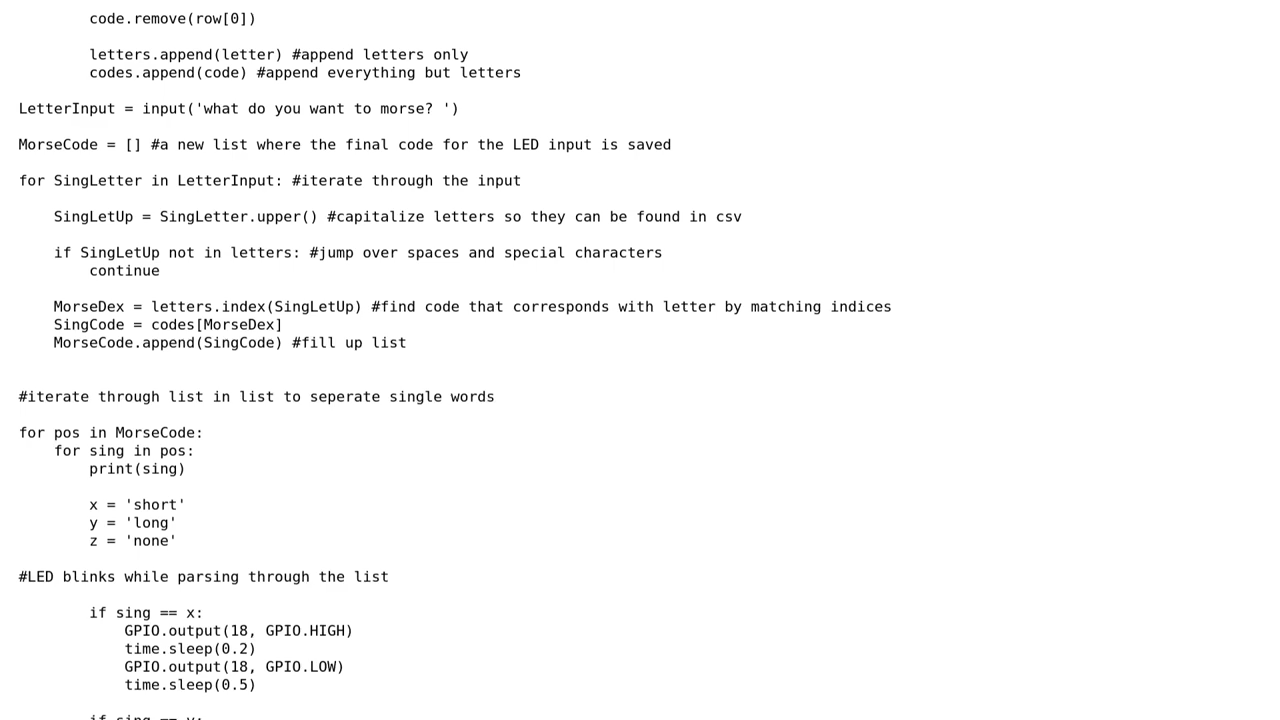 code.remove(row[0])
letters.append(letter) #append letters only
codes.append(code) #append everything but letters
LetterInput = input('what do you want to morse? ')
MorseCode = [] #a new list where the final code for the LED input is saved
for SingLetter in LetterInput: #iterate through the input
SingLetUp = SingLetter.upper() #capitalize letters so they can be found in csv
if SingLetUp not in letters: #jump over spaces and special characters
continue
MorseDex = letters.index(SingLetUp) #find code that corresponds with letter by matching indices
SingCode = codes[MorseDex]
MorseCode.append(SingCode) #fill up list
#iterate through list in list to seperate single words
for pos in MorseCode:
for sing in pos:
print(sing)
x = 'short'
y = 'long'
z = 'none'
#LED blinks while parsing through the list
if sing == x:
GPIO.output(18, GPIO.HIGH)
time.sleep(0.2)
GPIO.output(18, GPIO.LOW)
time.sleep(0.5)
if sing == y: